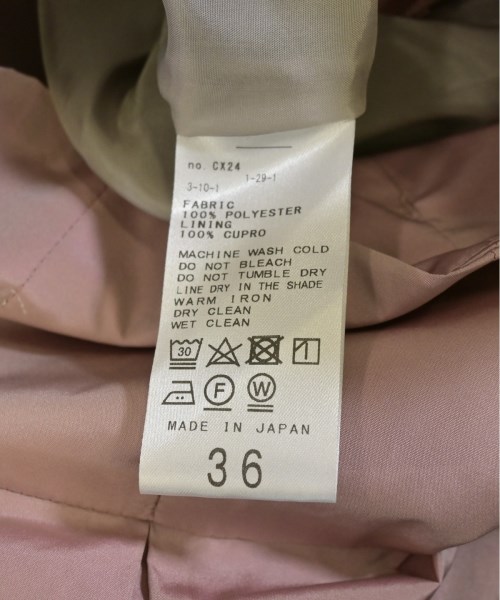 no. CX24
3-10-1 1-29-1
FABRIC
100% POLYESTER
LINING
100% CUPRO
MACHINE WASH COLD
DO NOT BLEACH
DO NOT TUMBLE DRY
LINE DRY IN THE SHADE
WARM IRON
DRY CLEAN
WET CLEAN
30
F W
MADE IN JAPAN
36